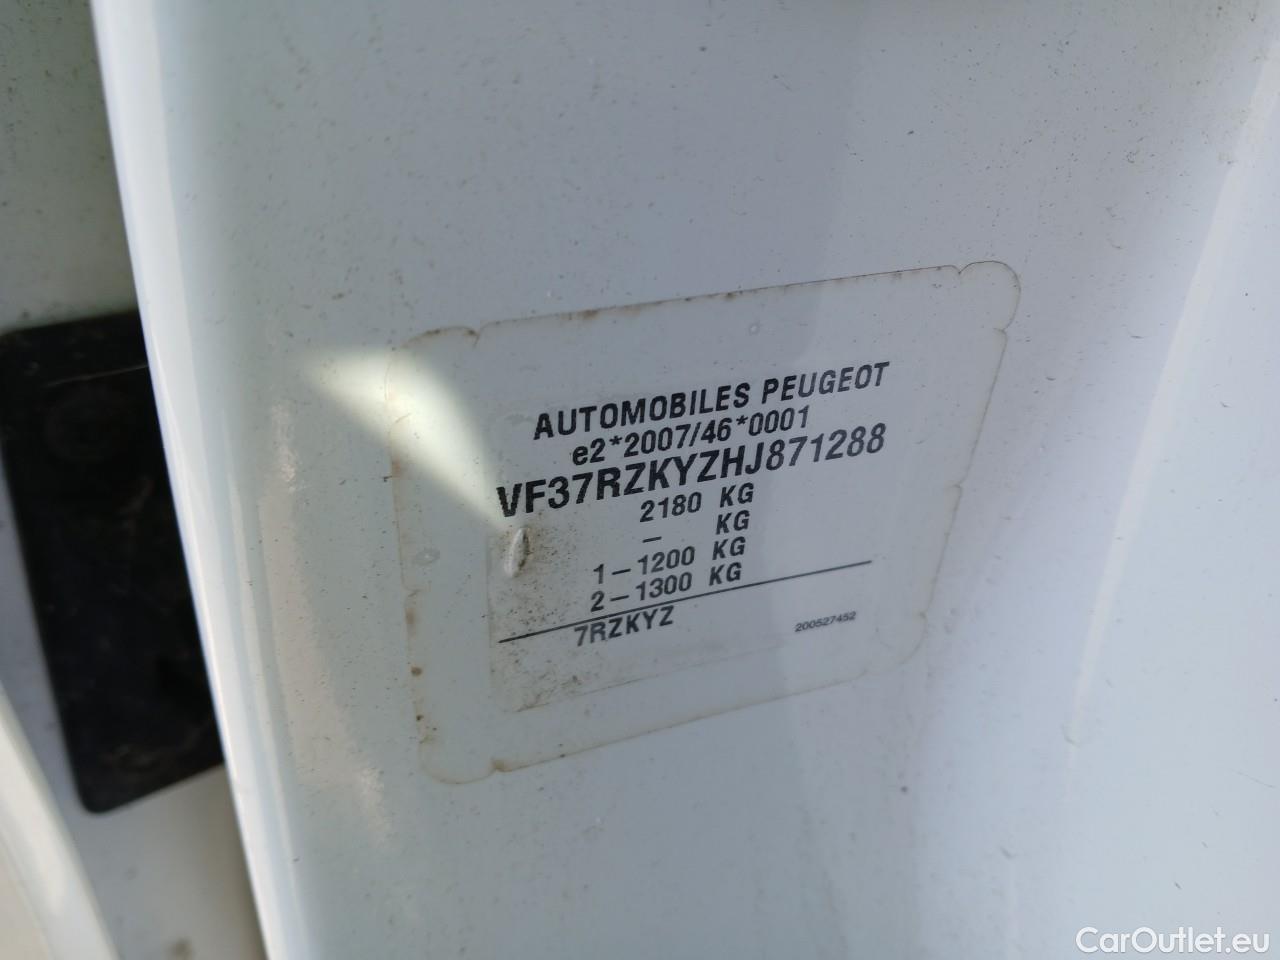 AUTOMOBILES PEUGEOT
e2*2007/46*0001
VF37RZKYZHJ871288
2180 KG
– KG
1–1200 KG
2–1300 KG
7RZKYZ 200527452
CarOutlet.eu